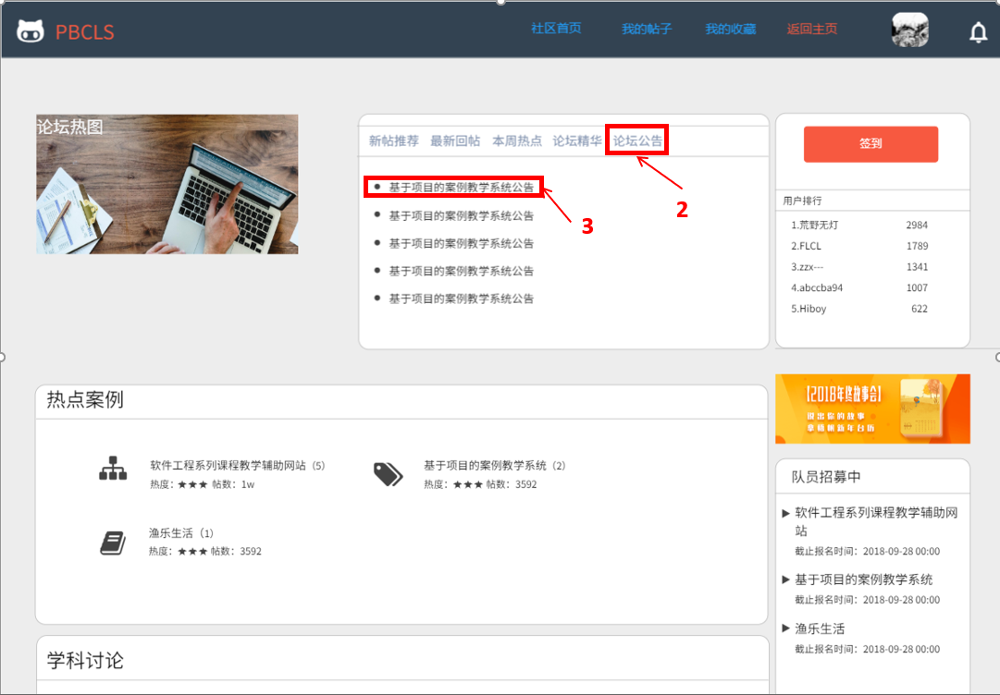 PBCLS
社区首页 我的帖子 我的收藏 返回主页
论坛热图
新帖推荐 最新回帖 本周热点 论坛精华 论坛公告
基于项目的案例教学系统公告
基于项目的案例教学系统公告
基于项目的案例教学系统公告
基于项目的案例教学系统公告
基于项目的案例教学系统公告
2
3
签到
用户排行
1.荒野无灯 2984
2.FLCL 1789
3.zzx--- 1341
4.abccba94 1007
5.Hiboy 622
热点案例
软件工程系列课程教学辅助网站（5）
热度：★★★ 帖数：1w
基于项目的案例教学系统（2）
热度：★★★ 帖数：3592
渔乐生活（1）
热度：★★★ 帖数：3592
【2018年终故事会】
说出你的故事
拿精美新年台历
队员招募中
软件工程系列课程教学辅助网
站
截止报名时间：2018-09-28 00:00
基于项目的案例教学系统
截止报名时间：2018-09-28 00:00
渔乐生活
截止报名时间：2018-09-28 00:00
学科讨论